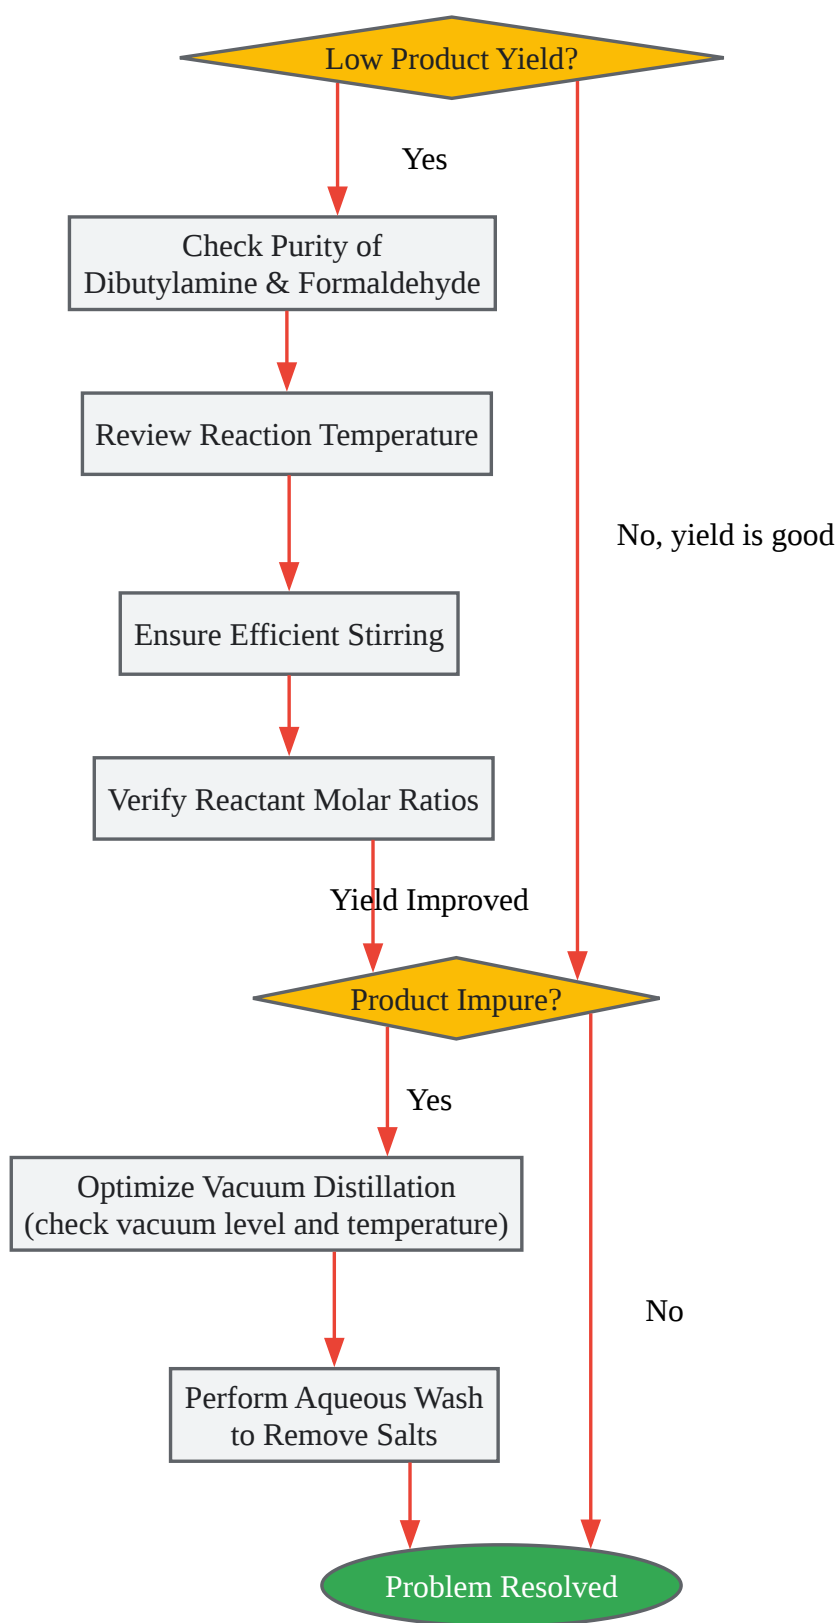 Low Product Yield?
Yes
Check Purity of
Dibutylamine & Formaldehyde
Review Reaction Temperature
No, yield is good
Ensure Efficient Stirring
Verify Reactant Molar Ratios
Yield Improved
Product Impure?
Yes
Optimize Vacuum Distillation
(check vacuum level and temperature)
No
Perform Aqueous Wash
to Remove Salts
Problem Resolved